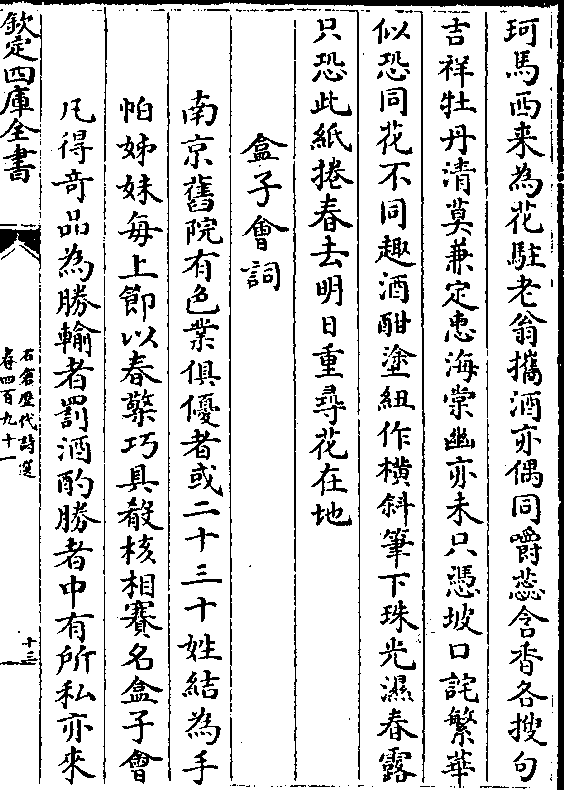 珂馬西来為花駐老翁攜酒亦偶同嚼蕊含香各搜句
吉祥牡丹清莫兼定恵海棠幽亦未只憑坡口詫繁華
似恐同花不同趣酒酣塗紐作横斜筆下珠光濕春露
只恐此紙捲春去明日重尋花在地
盒子會詞
南京舊院有色業俱優者或二十三十姓結為手
帕姊妹每上節以春檠巧具殽核相賽名盒子會
凡得竒品為勝輸者罰酒酌勝者中有所私亦來
欽定四庫全書
石倉歴代詩選
卷四百九十一
十三